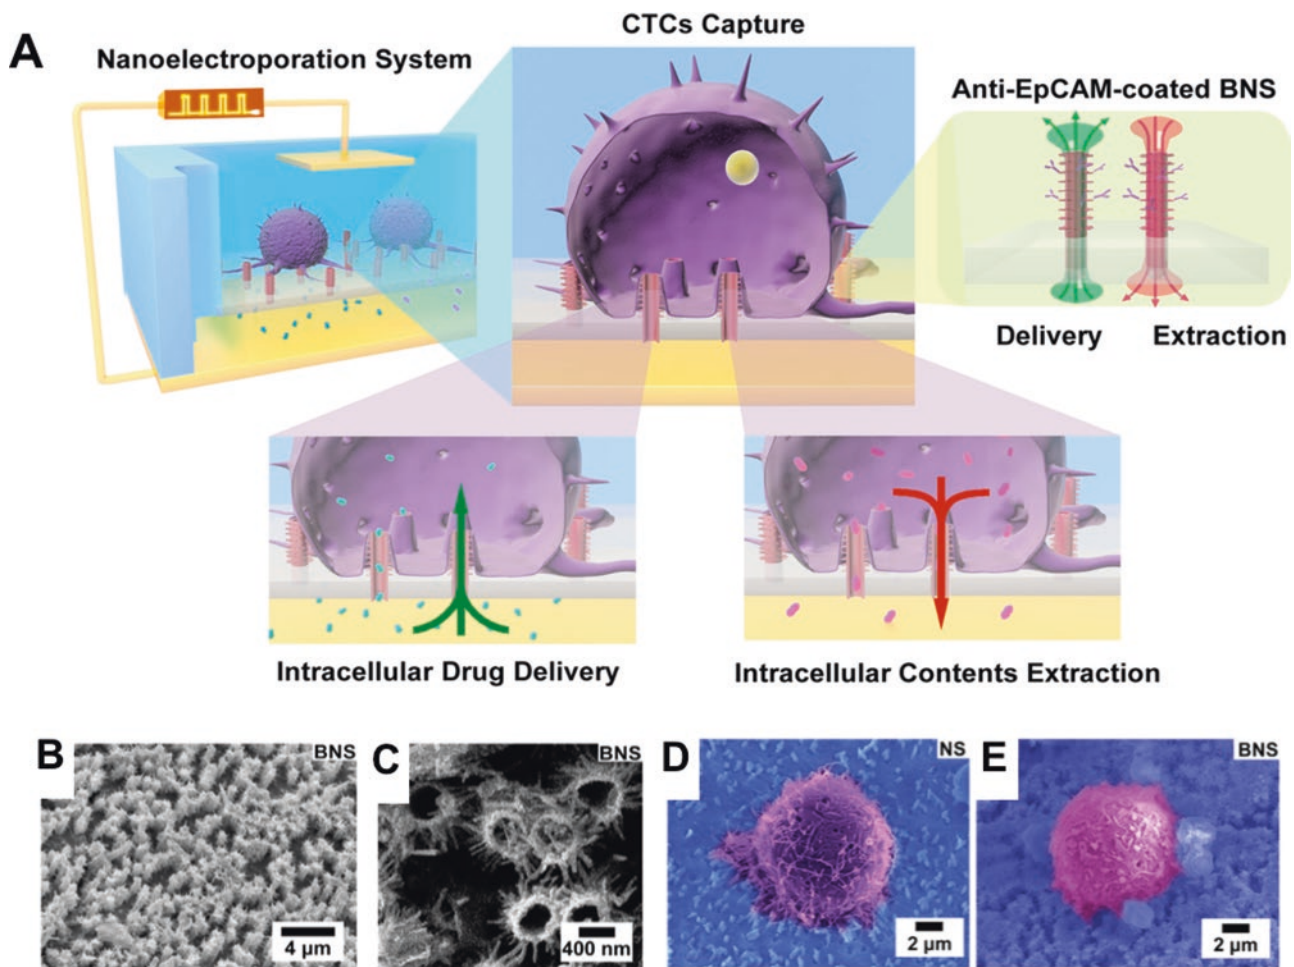 A
Nanoelectroporation System
CTCs Capture
Anti-EpCAM-coated BNS
Delivery
Extraction
Intracellular Drug Delivery
Intracellular Contents Extraction
B
BNS
4 µm
C
BNS
400 nm
D
NS
2 µm
E
BNS
2 µm